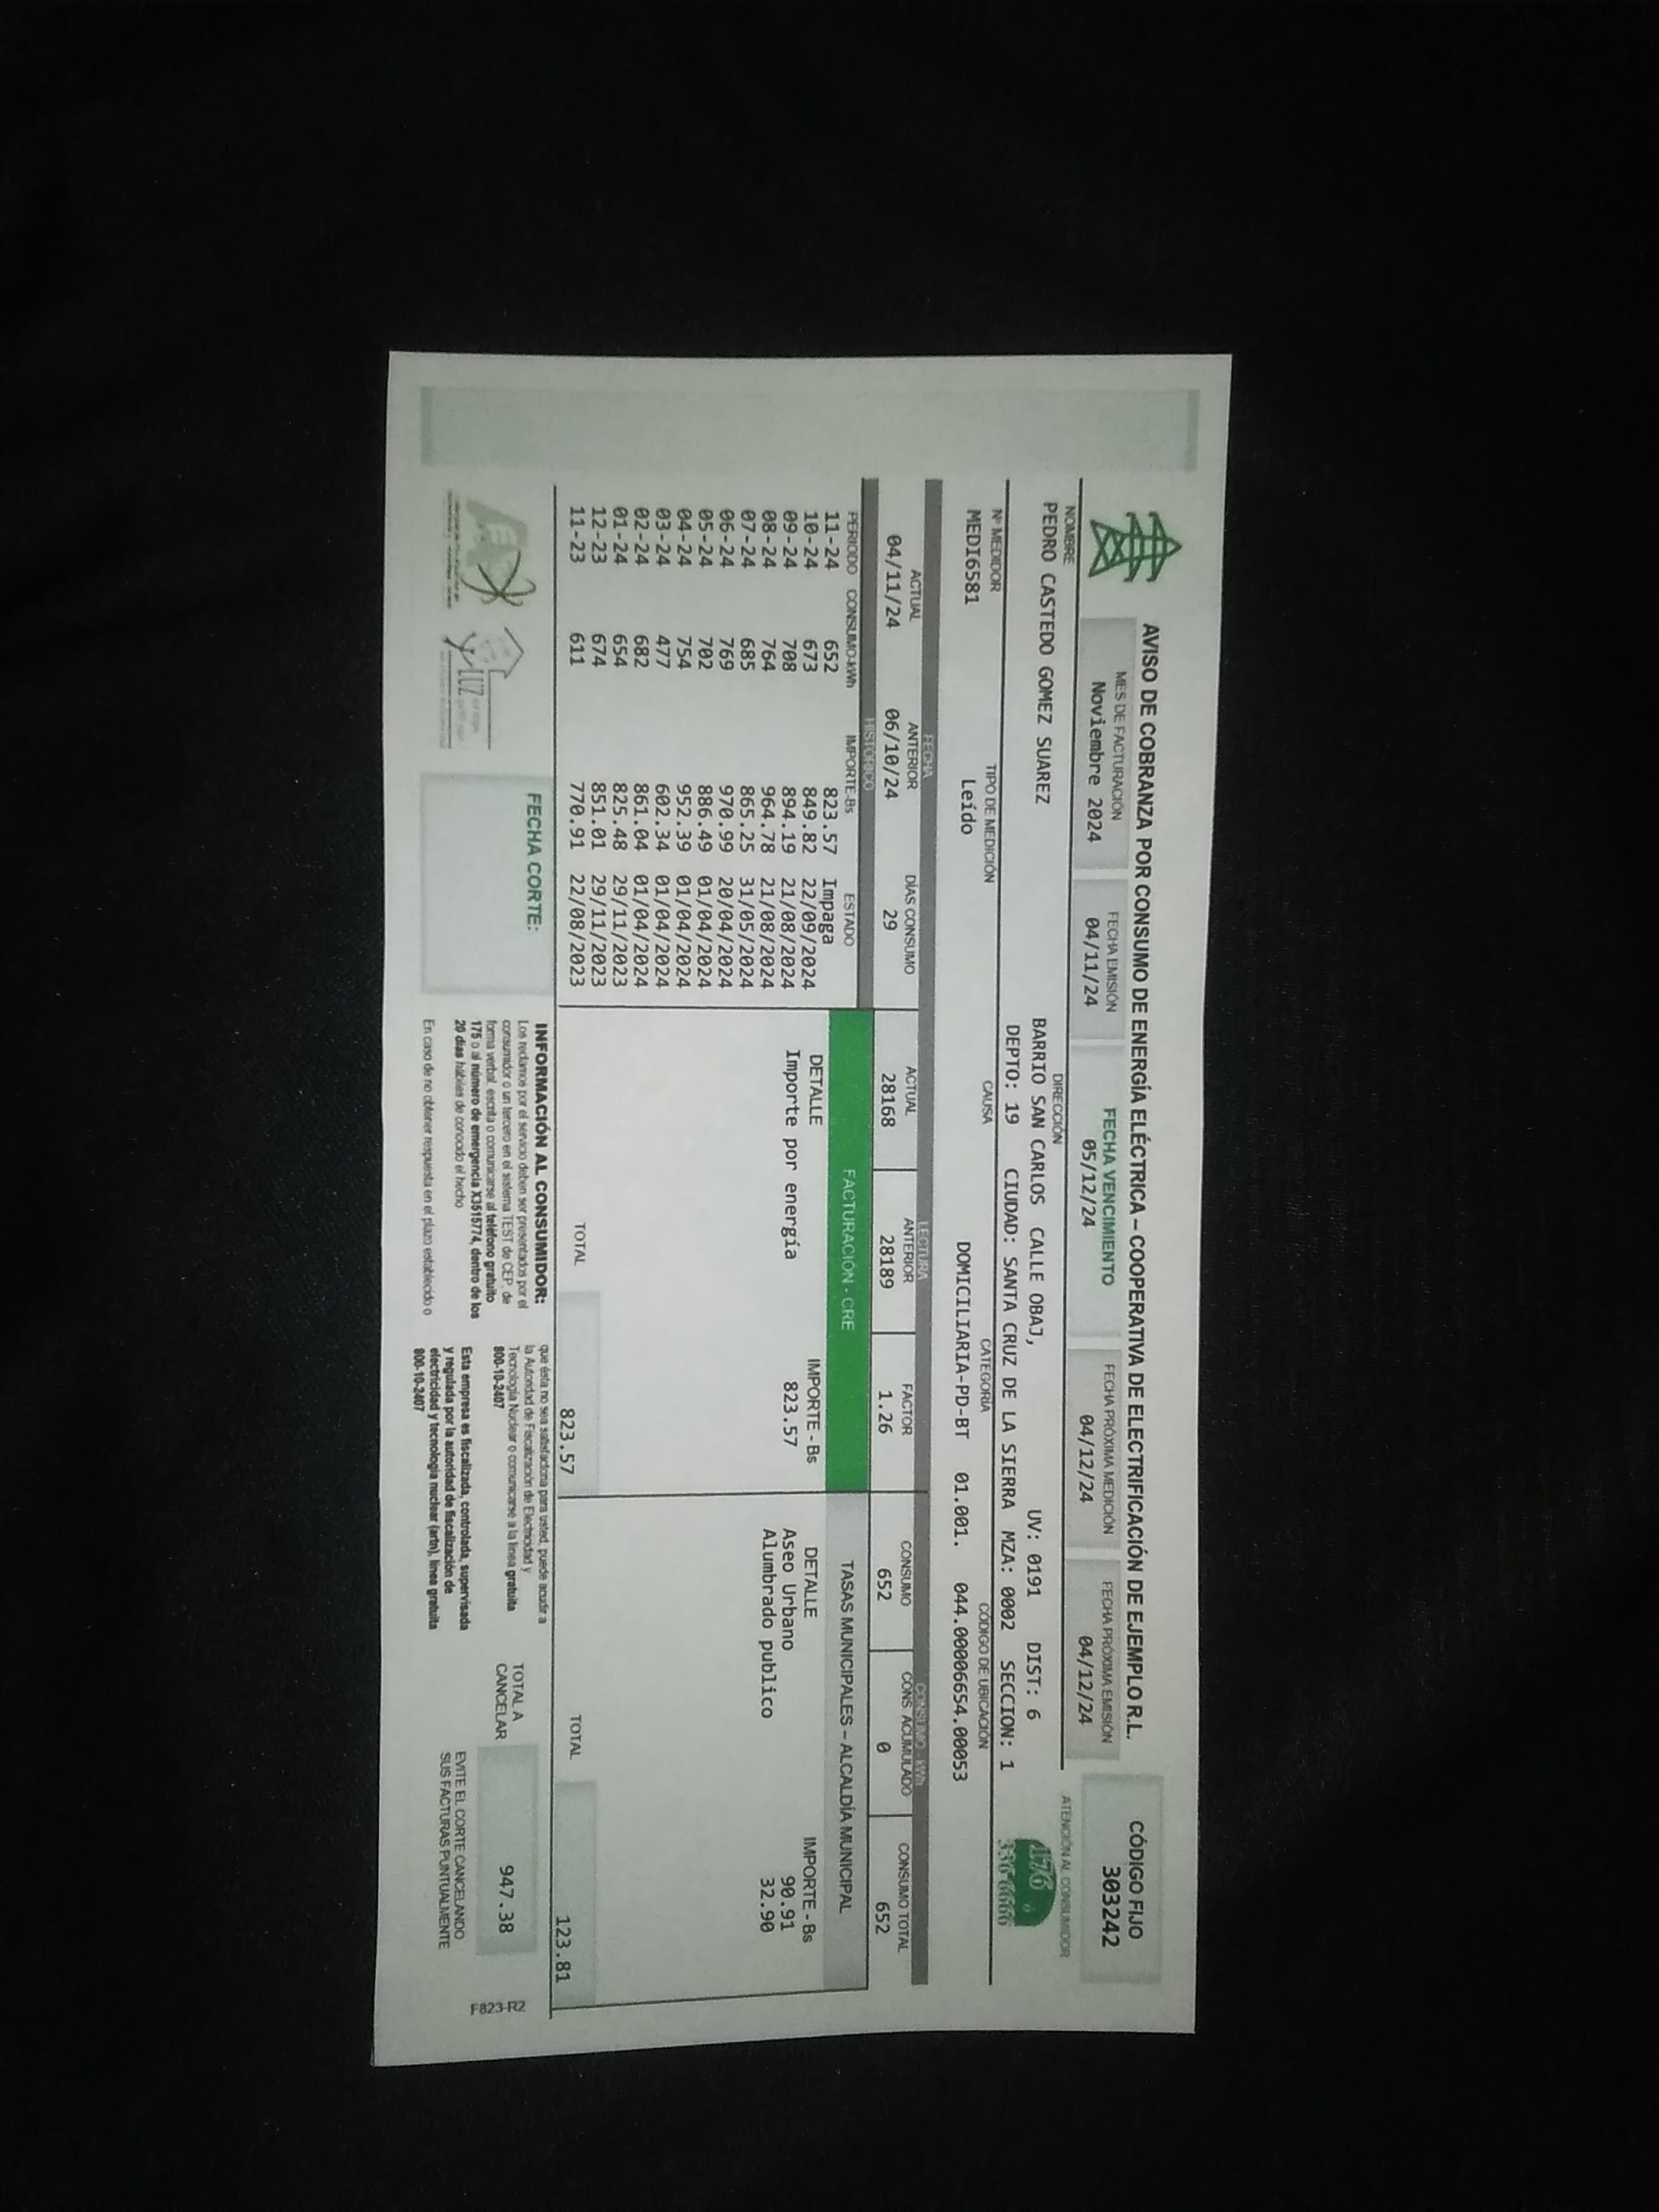 AVISO DE COBRANZA POR CONSUMO DE ENERGÍA ELÉCTRICA – COOPERATIVA DE ELECTRIFICACIÓN DE EJEMPLO R.L.
MES DE FACTURACIÓN FECHA EMISIÓN FECHA VENCIMIENTO FECHA PRÓXIMA MEDICIÓN FECHA PRÓXIMA EMISIÓN CÓDIGO FIJO
Noviembre 2024 04/11/24 05/12/24 04/12/24 04/12/24 303242
NOMBRE DIRECCIÓN ATENCIÓN AL CONSUMIDOR
PEDRO CASTEDO GOMEZ SUAREZ BARRIO SAN CARLOS CALLE OBAJ, UV: 0191 DIST: 6 176
DEPTO: 19 CIUDAD: SANTA CRUZ DE LA SIERRA MZA: 0002 SECCION: 1 336-6666
Nº MEDIDOR TIPO DE MEDICIÓN CAUSA CATEGORÍA CÓDIGO DE UBICACIÓN
MEDI6581 Leído DOMICILIARIA-PD-BT 01.001. 044.00006654.00053
FECHA LECTURA CONSUMO - kWh
ACTUAL ANTERIOR DÍAS CONSUMO ACTUAL ANTERIOR FACTOR CONSUMO CONS. ACUMULADO CONSUMO TOTAL
04/11/24 06/10/24 29 28168 28189 1.26 652 0 652
HISTÓRICO FACTURACIÓN - CRE TASAS MUNICIPALES – ALCALDÍA MUNICIPAL
PERIODO CONSUMO-kWh IMPORTE-Bs ESTADO
11-24 652 823.57 Impaga
10-24 673 849.82 22/09/2024
09-24 708 894.19 21/08/2024
08-24 764 964.78 21/08/2024
07-24 685 865.25 31/05/2024
06-24 769 970.99 20/04/2024
05-24 702 886.49 01/04/2024
04-24 754 952.39 01/04/2024
03-24 477 602.34 01/04/2024
02-24 682 861.04 01/04/2024
01-24 654 825.48 29/11/2023
12-23 674 851.01 29/11/2023
11-23 611 770.91 22/08/2023
DETALLE IMPORTE - Bs
Importe por energía 823.57
TOTAL 823.57
DETALLE IMPORTE - Bs
Aseo Urbano 90.91
Alumbrado publico 32.90
TOTAL 123.81
LUZ
FECHA CORTE:
INFORMACIÓN AL CONSUMIDOR:
Los reclamos por el servicio deben ser presentados por el
consumidor o un tercero en el sistema TEST de CEP, de
forma verbal, escrita o comunicarse al teléfono gratuito
175 o al número de emergencia X3515774, dentro de los
20 días hábiles de conocido el hecho
En caso de no obtener respuesta en el plazo establecido o
que ésta no sea satisfactoria para usted, puede acudir a
la Autoridad de Fiscalización de Electricidad y
Tecnología Nuclear o comunicarse a la línea gratuita
800-10-2407
Esta empresa es fiscalizada, controlada, supervisada
y regulada por la autoridad de fiscalización de
electricidad y tecnología nuclear (aetn), línea gratuita
800-10-2407
TOTAL A
CANCELAR
947.38
EVITE EL CORTE CANCELANDO
SUS FACTURAS PUNTUALMENTE
F823-R2